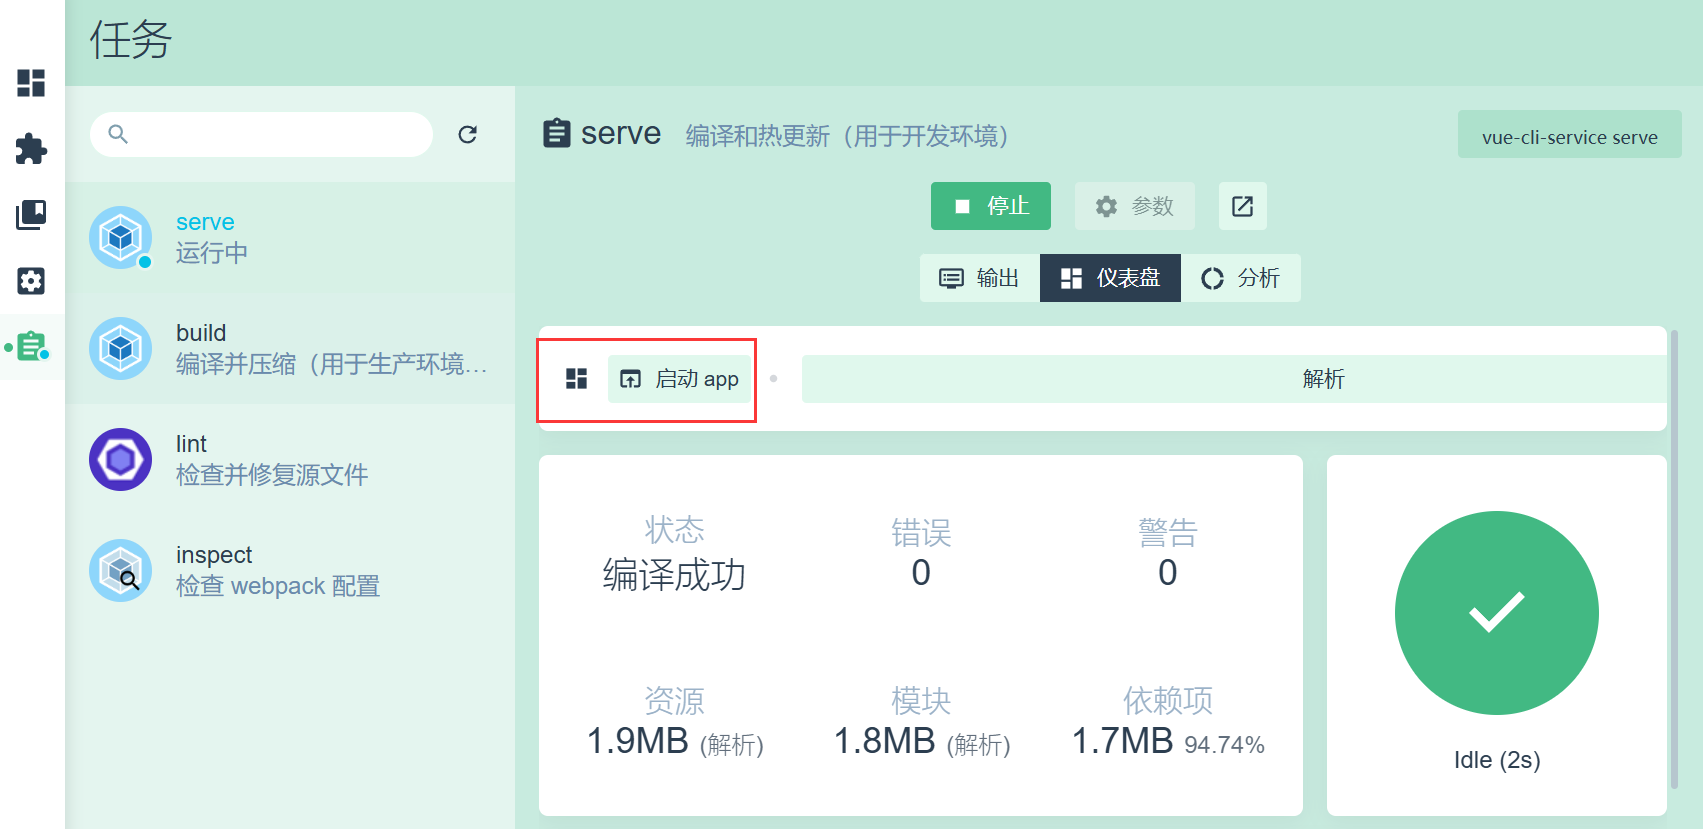 任务
serve
运行中
build
编译并压缩（用于生产环境…
lint
检查并修复源文件
inspect
检查 webpack 配置
serve 编译和热更新（用于开发环境）
vue-cli-service serve
停止 参数
输出 仪表盘 分析
启动 app 解析
状态 错误 警告
编译成功 0 0
资源 模块 依赖项
1.9MB (解析) 1.8MB (解析) 1.7MB 94.74%
Idle (2s)